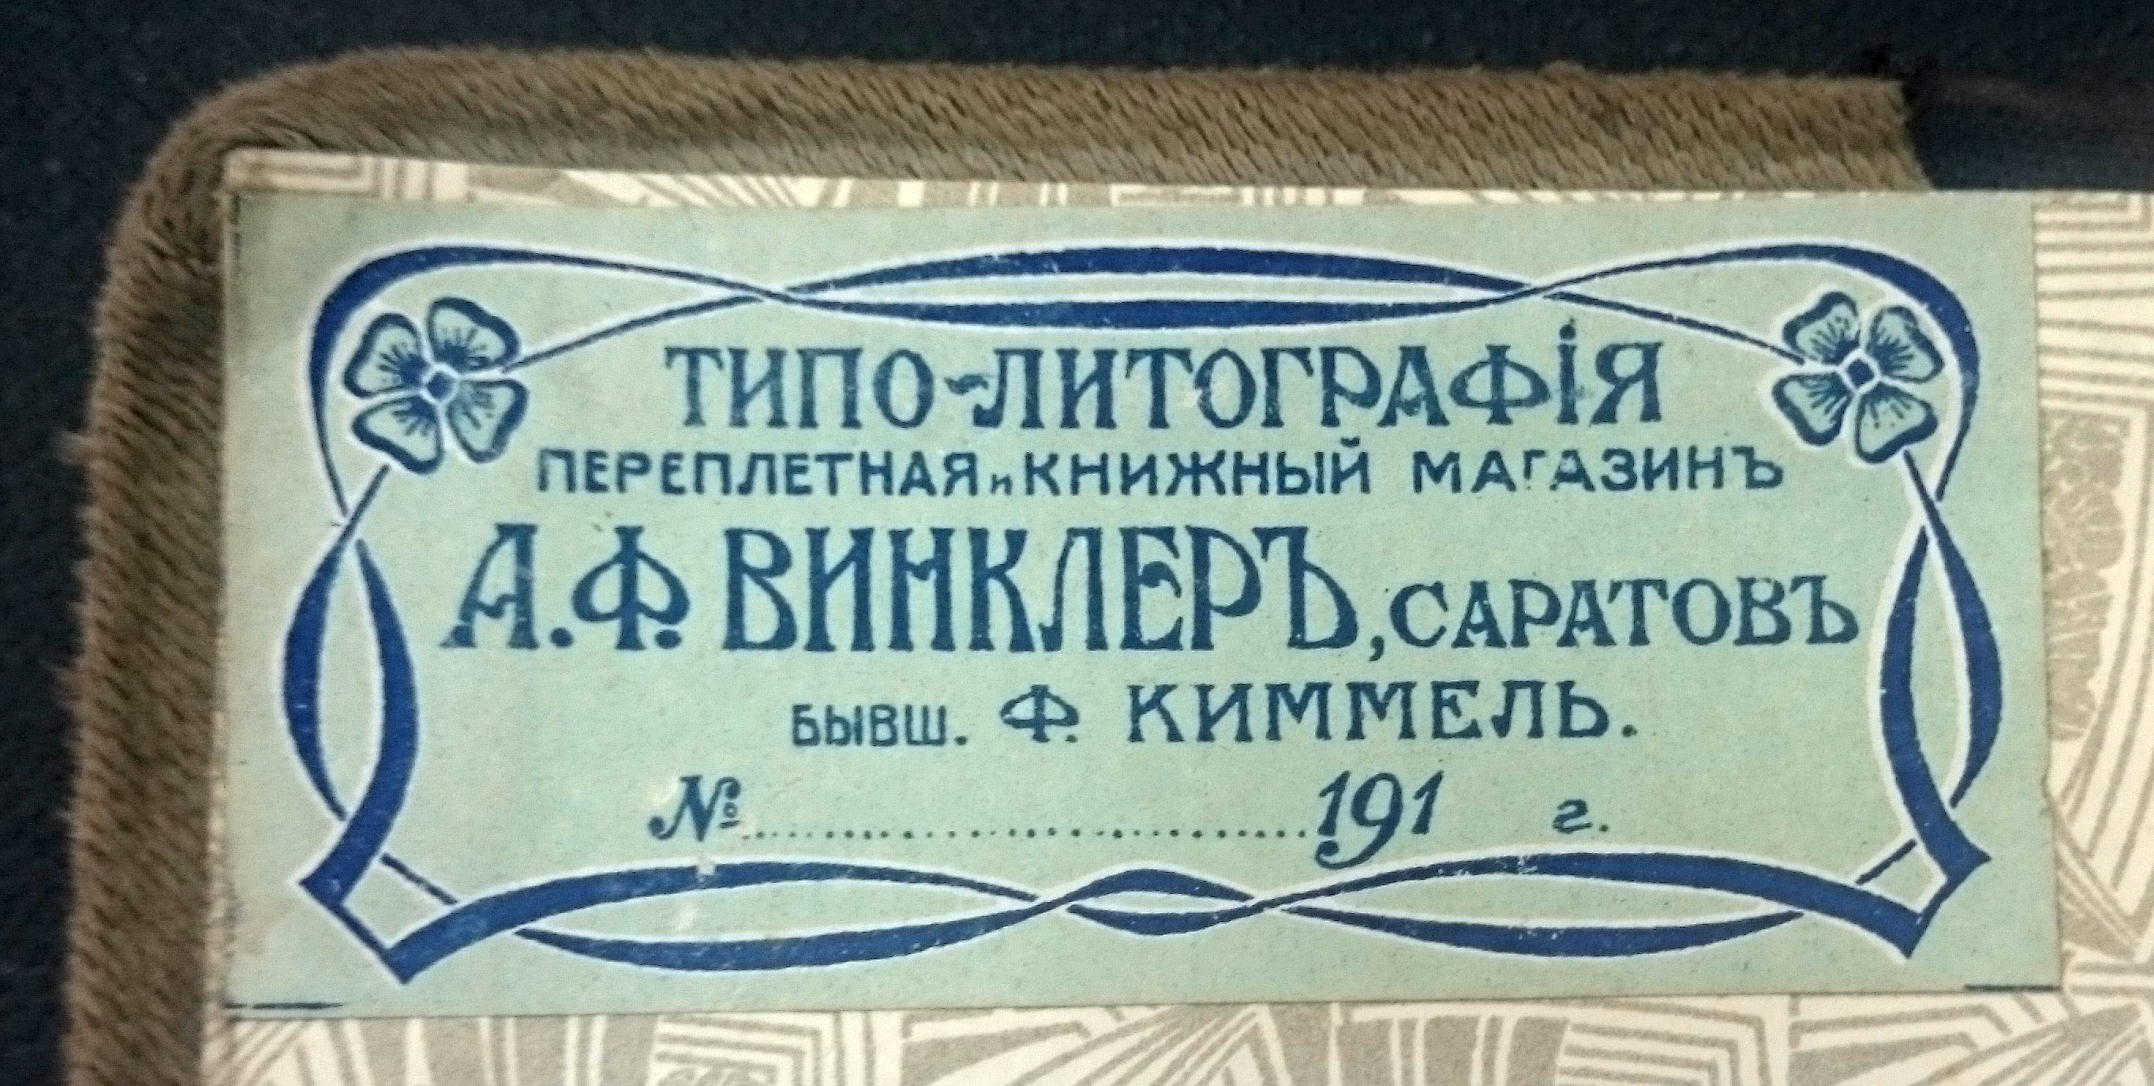 ТИПО-ЛИТОГРАФІЯ
ПЕРЕПЛЕТНАЯ и КНИЖНЫЙ МАГАЗИНЪ
А.Ф. ВИНКЛЕРЪ, САРАТОВЪ
БЫВШ. Ф. КИММЕЛЬ.
№ .............................. 191 г.